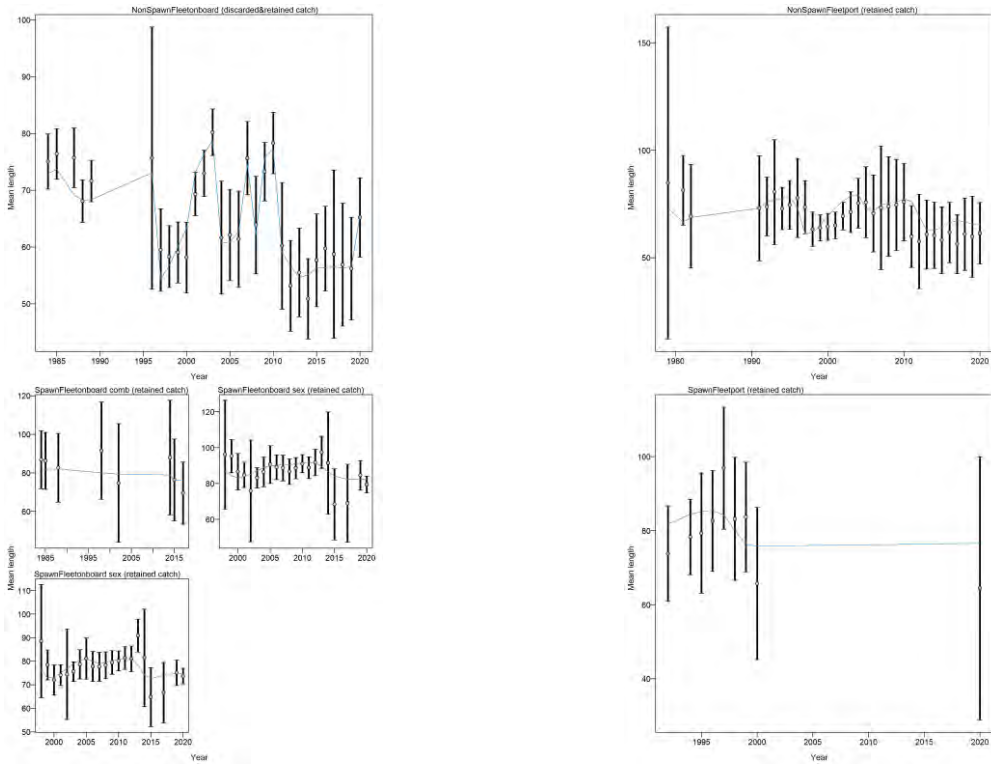 NonSpawnFleetonboard (discarded&retained catch)
100
90
80
70
60
50
Mean length
1985 1990 1995 2000 2005 2010 2015 2020
Year
NonSpawnFleetport (retained catch)
150
100
50
Mean length
1980 1990 2000 2010 2020
Year
SpawnFleetonboard comb (retained catch)
120
100
80
60
Mean length
1985 1995 2005 2015
Year
SpawnFleetonboard sex (retained catch)
120
100
80
60
Mean length
2000 2005 2010 2015 2020
Year
SpawnFleetport (retained catch)
100
80
60
40
Mean length
1995 2000 2005 2010 2015 2020
Year
SpawnFleetonboard sex (retained catch)
110
100
90
80
70
60
50
Mean length
2000 2005 2010 2015 2020
Year